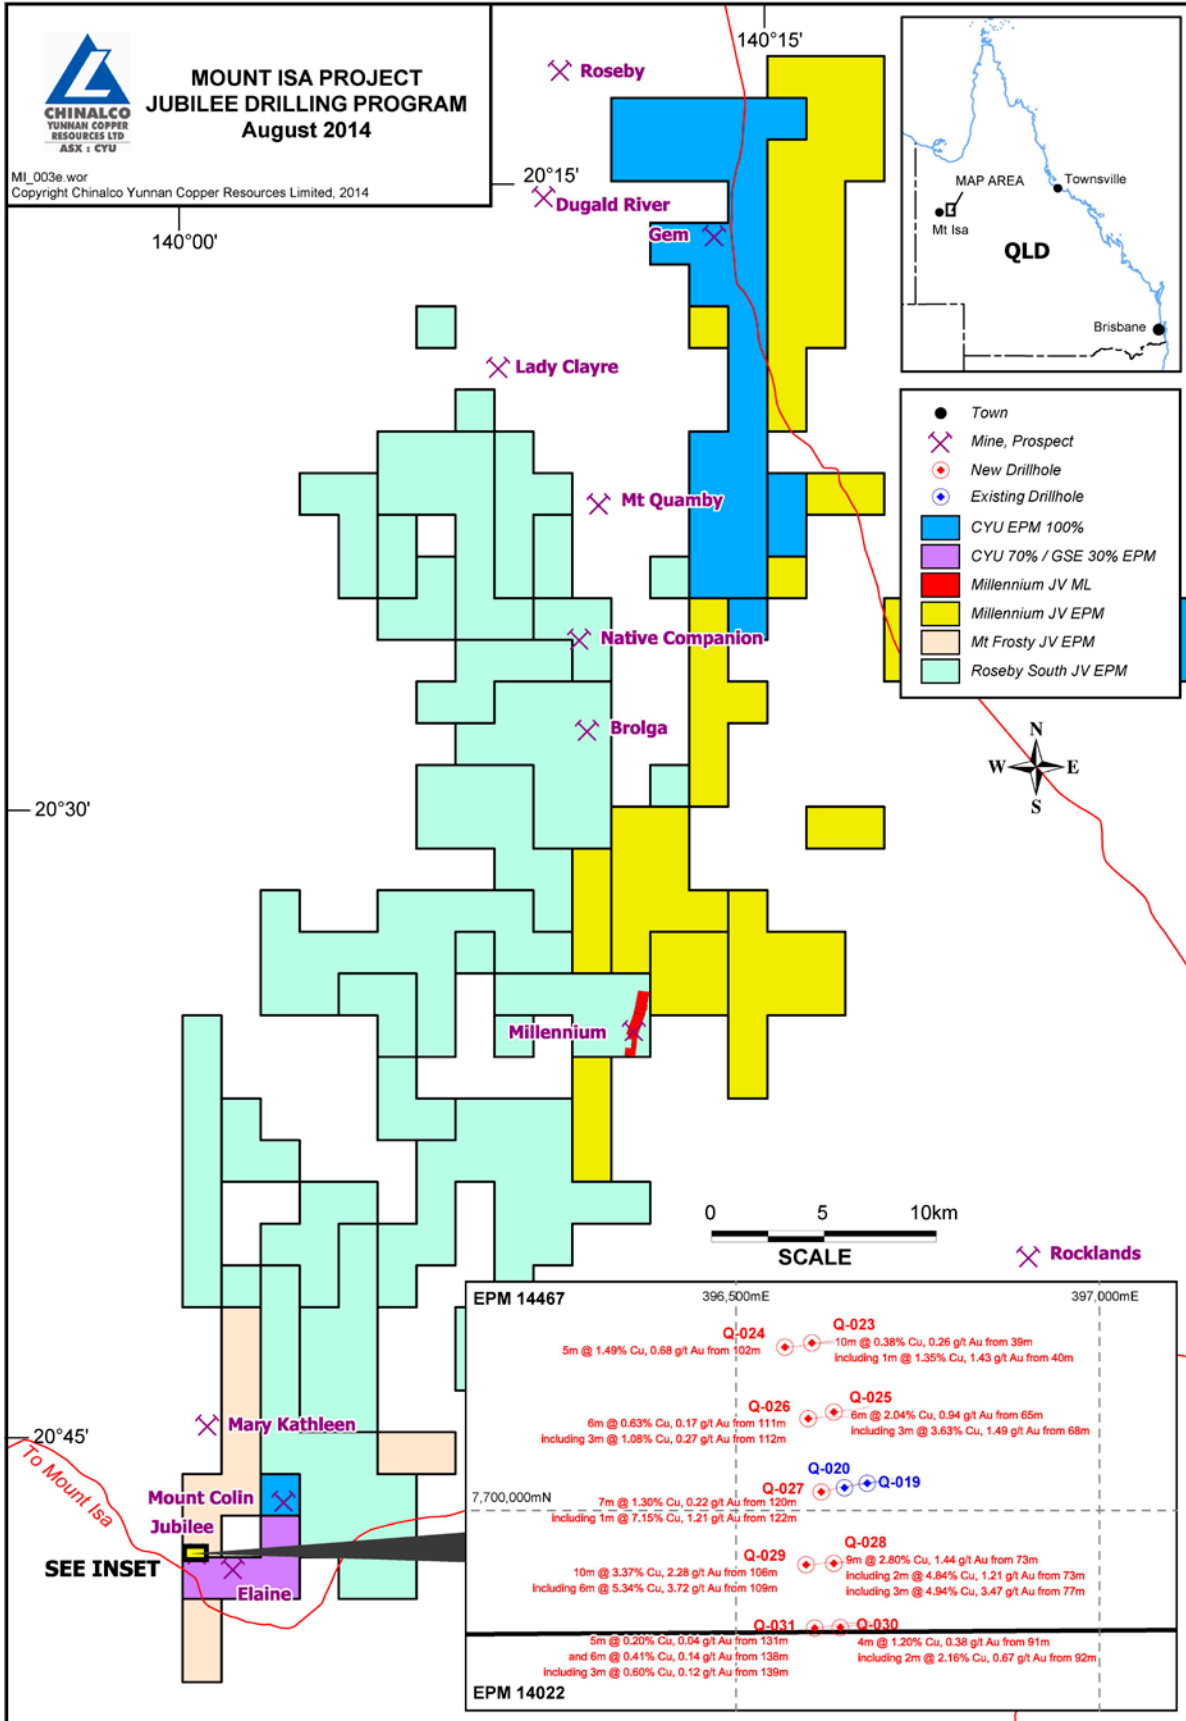 CHINALCO
YUNNAN COPPER
RESOURCES LTD
ASX : CYU
MOUNT ISA PROJECT
JUBILEE DRILLING PROGRAM
August 2014
MI_003e.wor
Copyright Chinalco Yunnan Copper Resources Limited, 2014
140°00'
140°15'
20°15'
20°30'
20°45'
Roseby
Dugald River
Gem
Lady Clayre
Mt Quamby
Native Companion
Brolga
Millennium
Rocklands
Mary Kathleen
Mount Colin
Jubilee
Elaine
To Mount Isa
SEE INSET
MAP AREA
Townsville
Mt Isa
QLD
Brisbane
Town
Mine, Prospect
New Drillhole
Existing Drillhole
CYU EPM 100%
CYU 70% / GSE 30% EPM
Millennium JV ML
Millennium JV EPM
Mt Frosty JV EPM
Roseby South JV EPM
N
W
E
S
0 5 10km
SCALE
EPM 14467
396,500mE
397,000mE
Q-024
5m @ 1.49% Cu, 0.68 g/t Au from 102m
Q-023
10m @ 0.38% Cu, 0.26 g/t Au from 39m
including 1m @ 1.35% Cu, 1.43 g/t Au from 40m
Q-026
6m @ 0.63% Cu, 0.17 g/t Au from 111m
including 3m @ 1.08% Cu, 0.27 g/t Au from 112m
Q-025
6m @ 2.04% Cu, 0.94 g/t Au from 65m
including 3m @ 3.63% Cu, 1.49 g/t Au from 68m
Q-020
Q-019
Q-027
7m @ 1.30% Cu, 0.22 g/t Au from 120m
including 1m @ 7.15% Cu, 1.21 g/t Au from 122m
7,700,000mN
Q-029
10m @ 3.37% Cu, 2.28 g/t Au from 106m
including 6m @ 5.34% Cu, 3.72 g/t Au from 109m
Q-028
9m @ 2.80% Cu, 1.44 g/t Au from 73m
including 2m @ 4.84% Cu, 1.21 g/t Au from 73m
including 3m @ 4.94% Cu, 3.47 g/t Au from 77m
Q-031
5m @ 0.20% Cu, 0.04 g/t Au from 131m
and 6m @ 0.41% Cu, 0.14 g/t Au from 138m
including 3m @ 0.60% Cu, 0.12 g/t Au from 139m
Q-030
4m @ 1.20% Cu, 0.38 g/t Au from 91m
including 2m @ 2.16% Cu, 0.67 g/t Au from 92m
EPM 14022